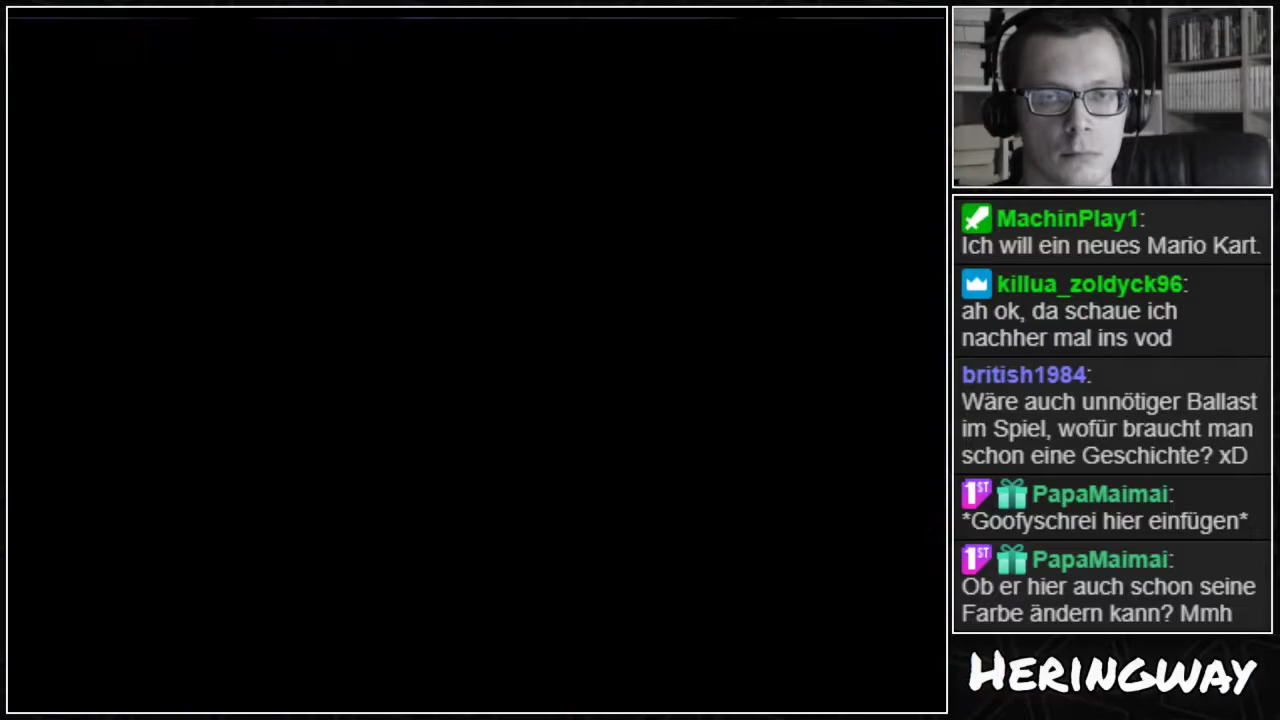 MachinPlay1:
Ich will ein neues Mario Kart.
killua_zoldyck96:
ah ok, da schaue ich
nachher mal ins vod
british1984:
Wäre auch unnötiger Ballast
im Spiel, wofür braucht man
schon eine Geschichte? xD
1ST PapaMaimai:
*Goofyschrei hier einfügen*
1ST PapaMaimai:
Ob er hier auch schon seine
Farbe ändern kann? Mmh
HERINGWAY